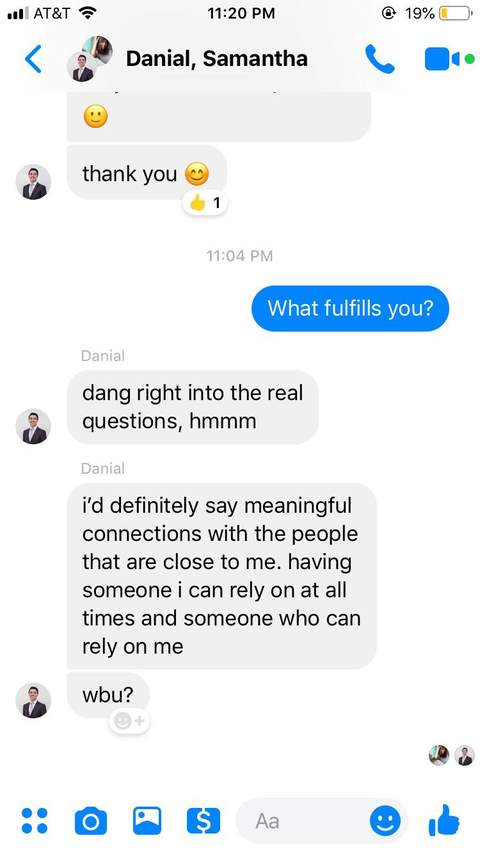 AT&T 11:20 PM 19%
Danial, Samantha
thank you 😊
👍 1
11:04 PM
What fulfills you?
Danial
dang right into the real
questions, hmmm
Danial
i’d definitely say meaningful
connections with the people
that are close to me. having
someone i can rely on at all
times and someone who can
rely on me
wbu?
Aa